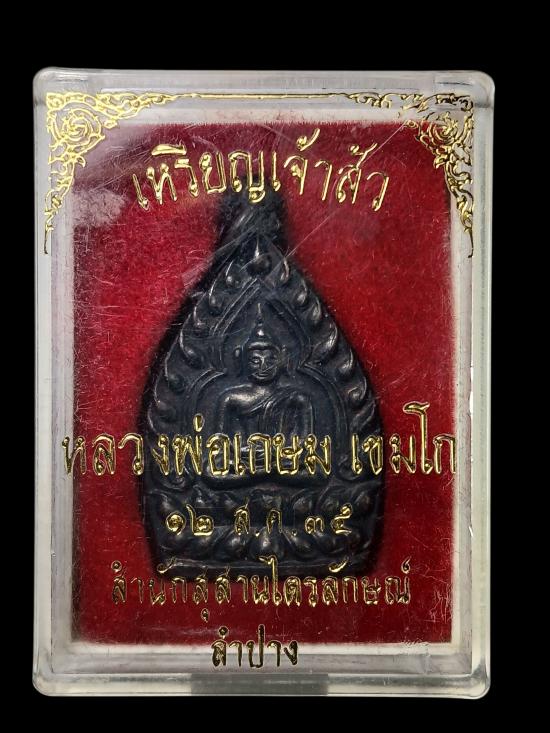 เหรียญเจ้าสัว
หลวงพ่อเกษม เขมโก
๑๒ ส.ค. ๓๕
สำนักสุสานไตรลักษณ์
ลำปาง